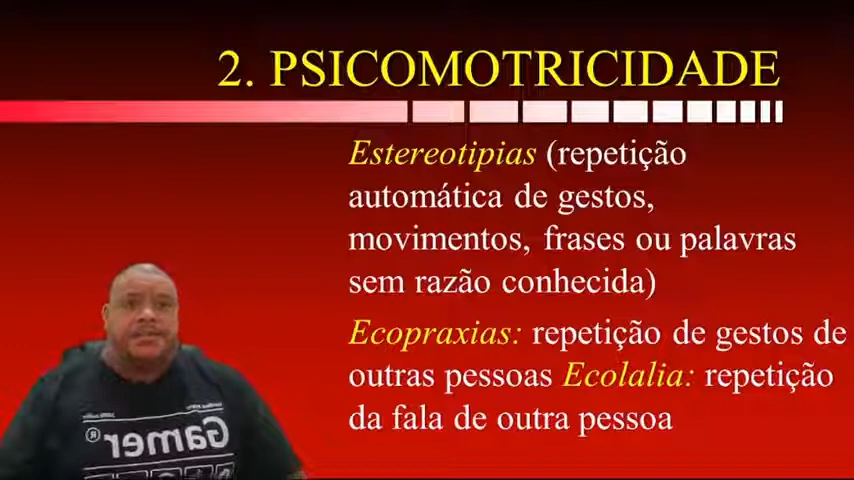 2. PSICOMOTRICIDADE
Estereotipias (repetição
automática de gestos,
movimentos, frases ou palavras
sem razão conhecida)
Ecopraxias: repetição de gestos de
outras pessoas Ecolalia: repetição
da fala de outra pessoa
Gamer®